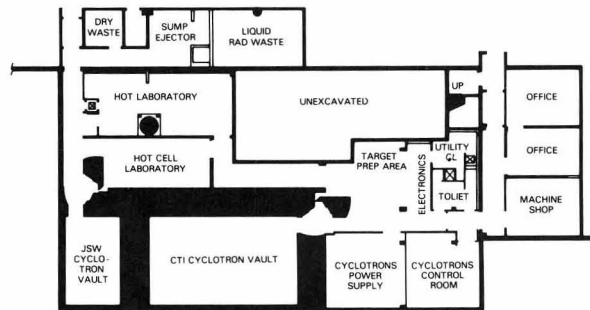 DRY
WASTE
SUMP
EJECTOR
LIQUID
RAD WASTE
HOT LABORATORY
UNEXCAVATED
UP
OFFICE
HOT CELL
LABORATORY
TARGET
PREP AREA
ELECTRONICS
UTILITY
CL
OFFICE
TOLIET
MACHINE
SHOP
JSW
CYCLO-
TRON
VAULT
CTI CYCLOTRON VAULT
CYCLOTRONS
POWER
SUPPLY
CYCLOTRONS
CONTROL
ROOM